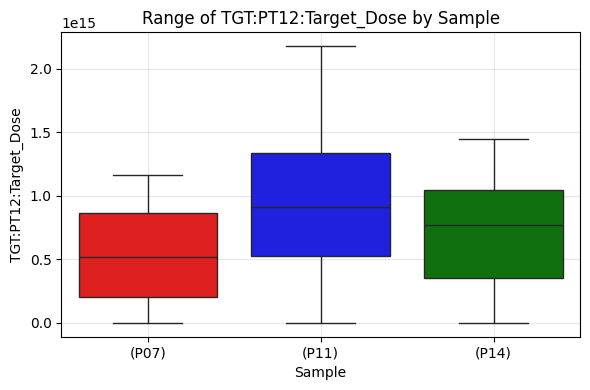 Range of TGT:PT12:Target_Dose by Sample
1e15
2.0
1.5
1.0
0.5
0.0
TGT:PT12:Target_Dose
(P07) (P11) (P14)
Sample